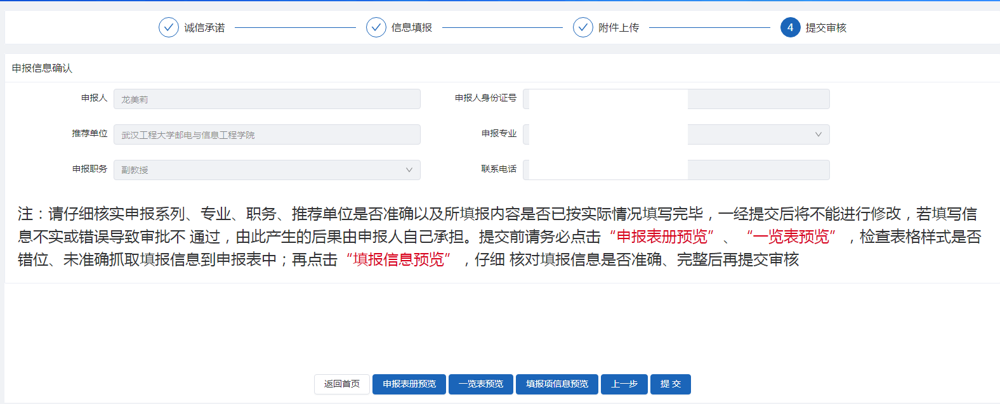 诚信承诺 信息填报 附件上传 4 提交审核
申报信息确认
申报人 龙美莉 申报人身份证号
推荐单位 武汉工程大学邮电与信息工程学院 申报专业
申报职务 副教授 联系电话
注：请仔细核实申报系列、专业、职务、推荐单位是否准确以及所填报内容是否已按实际情况填写完毕，一经提交后将不能进行修改，若填写信
息不实或错误导致审批不 通过，由此产生的后果由申报人自己承担。提交前请务必点击“申报表册预览”、“一览表预览”，检查表格样式是否
错位、未准确抓取填报信息到申报表中；再点击“填报信息预览”，仔细 核对填报信息是否准确、完整后再提交审核
返回首页 申报表册预览 一览表预览 填报项信息预览 上一步 提 交